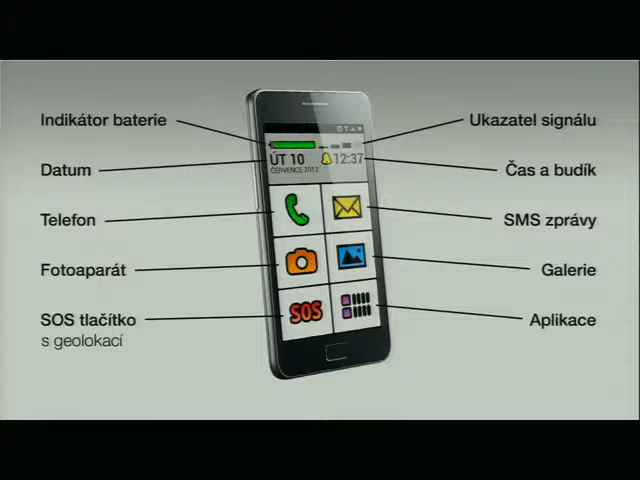 Indikátor baterie
Datum
Telefon
Fotoaparát
SOS tlačítko
s geolokací
ÚT 10
ČERVENCE 2012
12:37
SOS
Ukazatel signálu
Čas a budík
SMS zprávy
Galerie
Aplikace